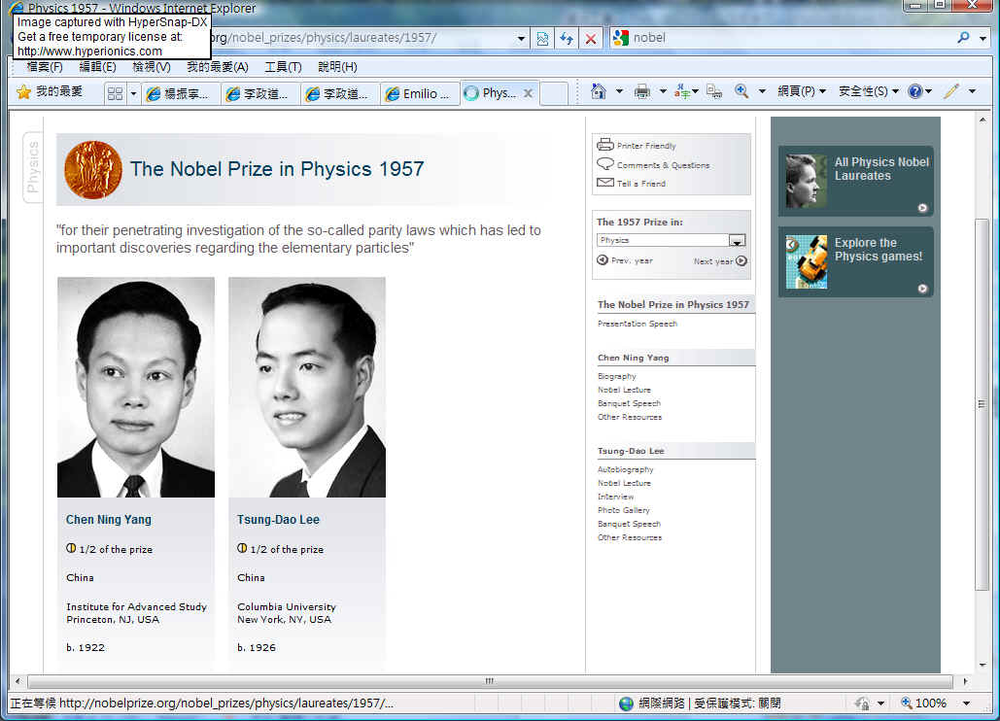 Physics 1957 - Windows Internet Explorer
Image captured with HyperSnap-DX
Get a free temporary license at:
http://www.hyperionics.com
rg/nobel_prizes/physics/laureates/1957/
nobel
檔案(F) 編輯(E) 檢視(V) 我的最愛(A) 工具(T) 說明(H)
我的最愛
楊振寧...
李政道...
李政道...
Emilio ...
Phys...
網頁(P)
安全性(S)
Physics
The Nobel Prize in Physics 1957
"for their penetrating investigation of the so-called parity laws which has led to
important discoveries regarding the elementary particles"
Chen Ning Yang
1/2 of the prize
China
Institute for Advanced Study
Princeton, NJ, USA
b. 1922
Tsung-Dao Lee
1/2 of the prize
China
Columbia University
New York, NY, USA
b. 1926
Printer Friendly
Comments & Questions
Tell a Friend
The 1957 Prize in:
Physics
Prev. year
Next year
The Nobel Prize in Physics 1957
Presentation Speech
Chen Ning Yang
Biography
Nobel Lecture
Banquet Speech
Other Resources
Tsung-Dao Lee
Autobiography
Nobel Lecture
Interview
Photo Gallery
Banquet Speech
Other Resources
All Physics Nobel
Laureates
Explore the
Physics games!
正在等候 http://nobelprize.org/nobel_prizes/physics/laureates/1957/...
網際網路 | 受保護模式: 關閉
100%